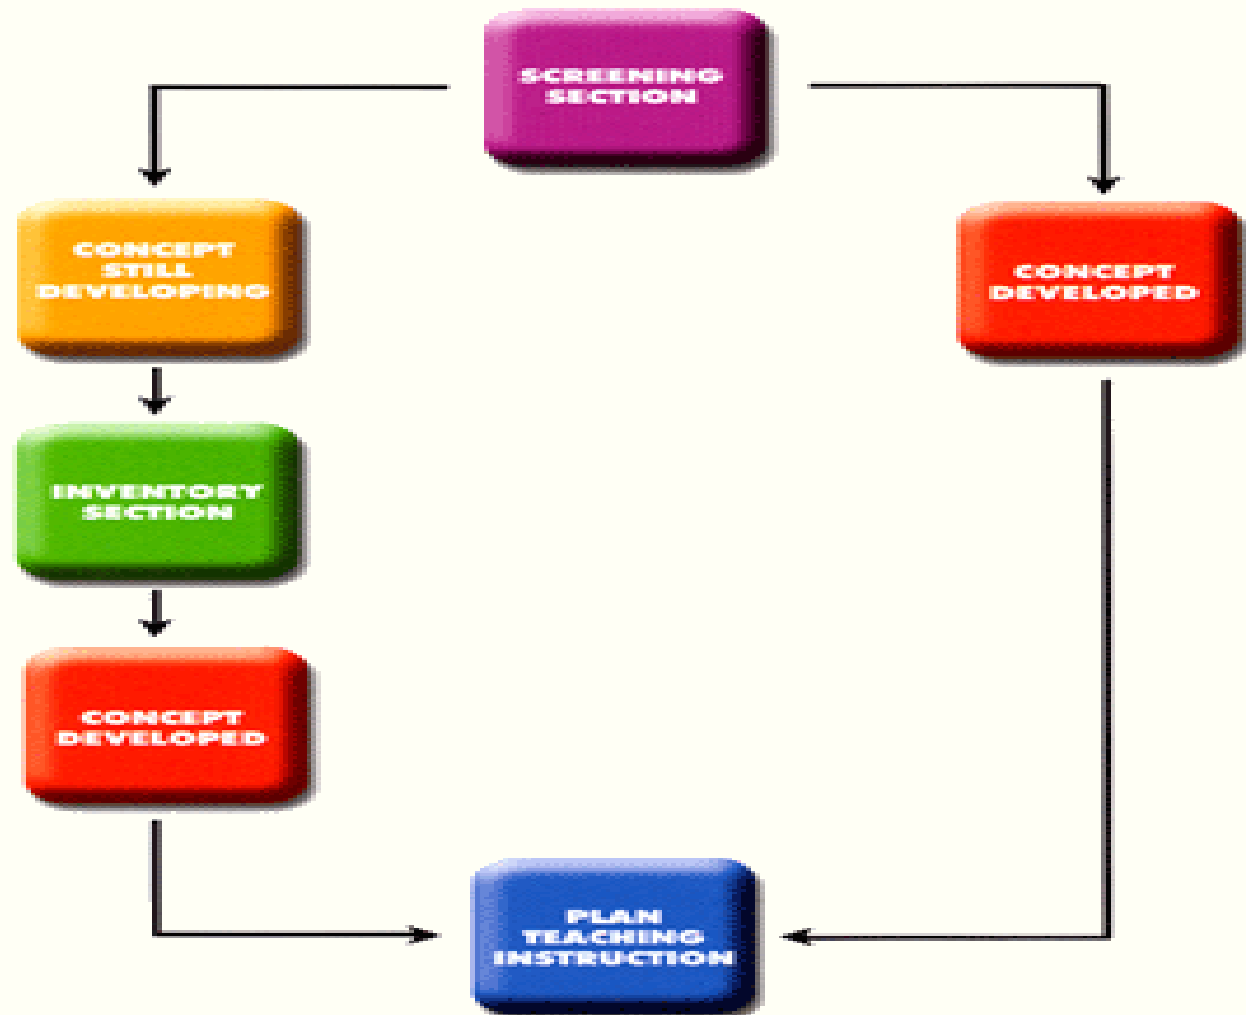 SCREENING
SECTION
CONCEPT
STILL
DEVELOPING
CONCEPT
DEVELOPED
INVENTORY
SECTION
CONCEPT
DEVELOPED
PLAN
TEACHING
INSTRUCTION